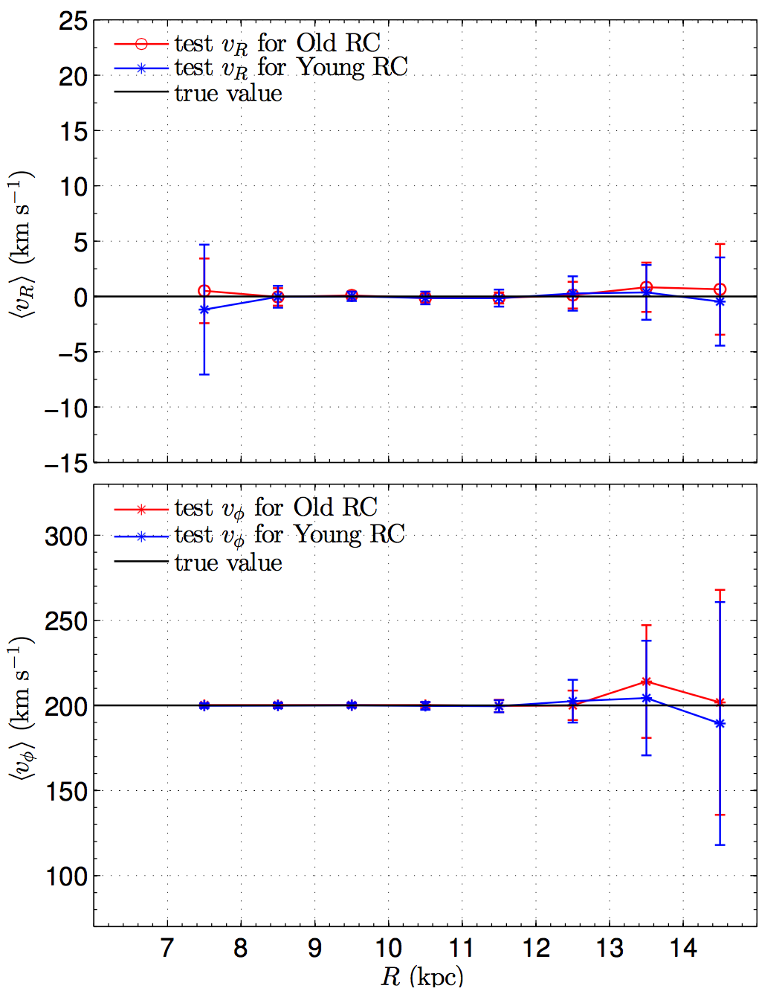 25
20
15
10
5
0
−5
−10
−15
⟨v_R⟩ (km s⁻¹)
test v_R for Old RC
test v_R for Young RC
true value
300
250
200
150
100
⟨v_ϕ⟩ (km s⁻¹)
test v_ϕ for Old RC
test v_ϕ for Young RC
true value
7 8 9 10 11 12 13 14
R (kpc)